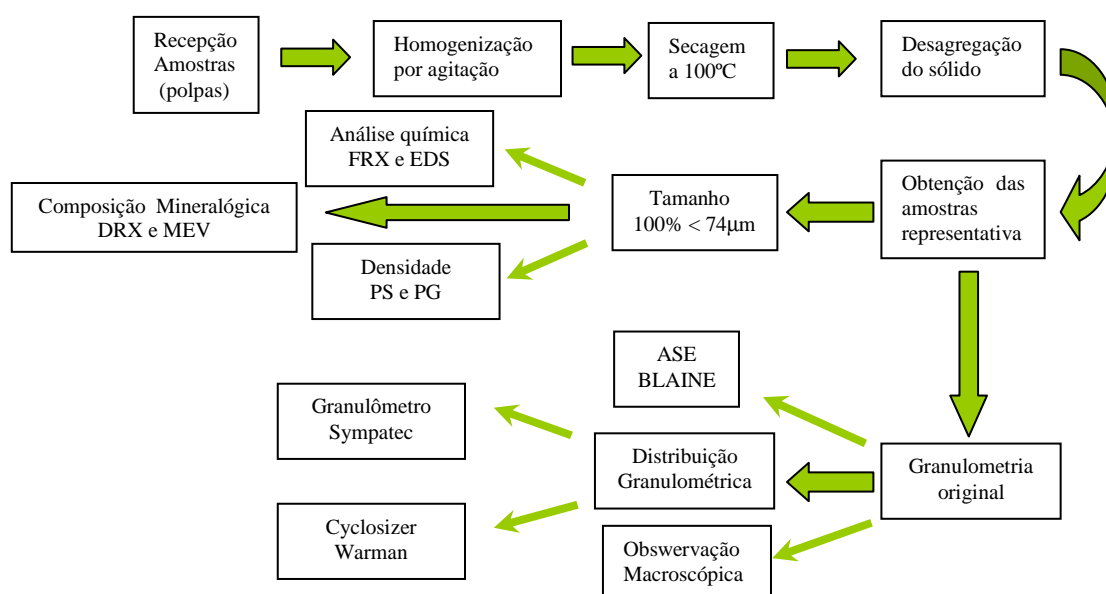 Recepção
Amostras
(polpas)
Homogenização
por agitação
Secagem
a 100ºC
Desagregação
do sólido
Análise química
FRX e EDS
Composição Mineralógica
DRX e MEV
Densidade
PS e PG
Tamanho
100% < 74µm
Obtenção das
amostras
representativa
ASE
BLAINE
Granulômetro
Sympatec
Distribuição
Granulométrica
Granulometria
original
Cyclosizer
Warman
Obswervação
Macroscópica